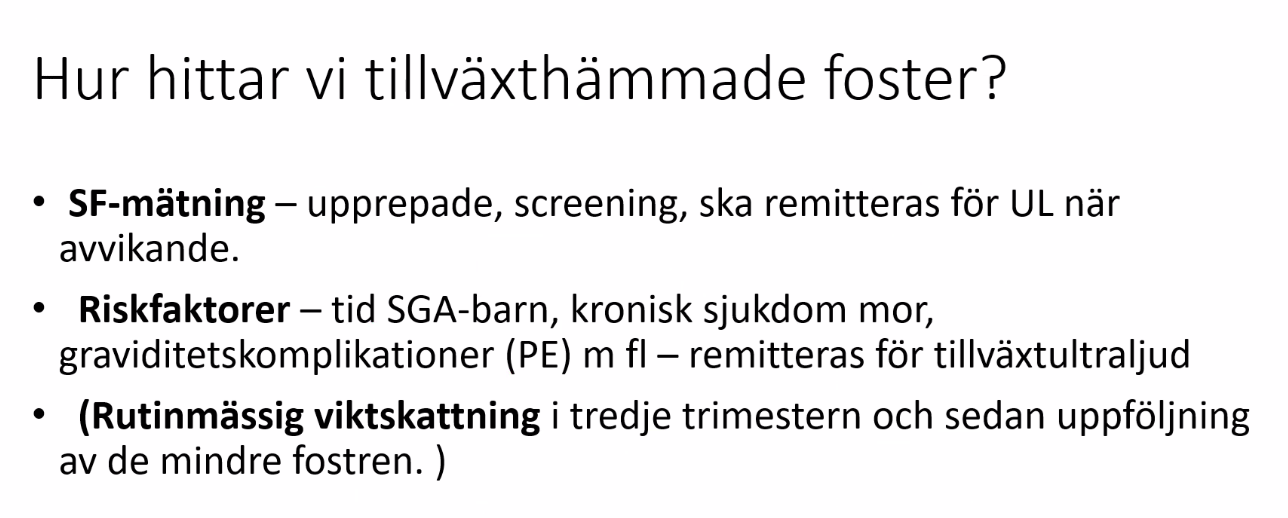 Hur hittar vi tillväxthämmade foster?
• SF-mätning – upprepade, screening, ska remitteras för UL när
avvikande.
• Riskfaktorer – tid SGA-barn, kronisk sjukdom mor,
graviditetskomplikationer (PE) m fl – remitteras för tillväxtultraljud
• (Rutinmässig viktskattning i tredje trimestern och sedan uppföljning
av de mindre fostren. )